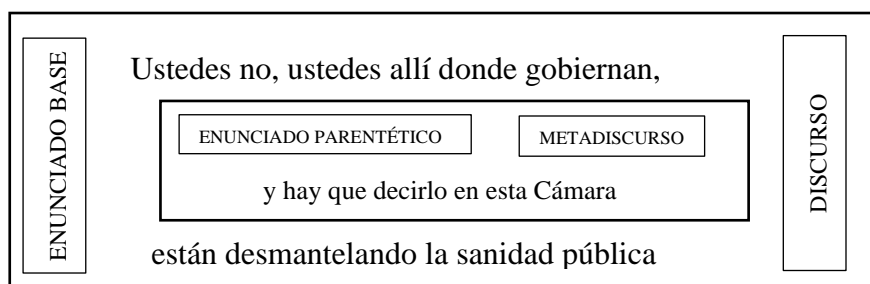 ENUNCIADO BASE
Ustedes no, ustedes allí donde gobiernan,
ENUNCIADO PARENTÉTICO
METADISCURSO
y hay que decirlo en esta Cámara
están desmantelando la sanidad pública
DISCURSO